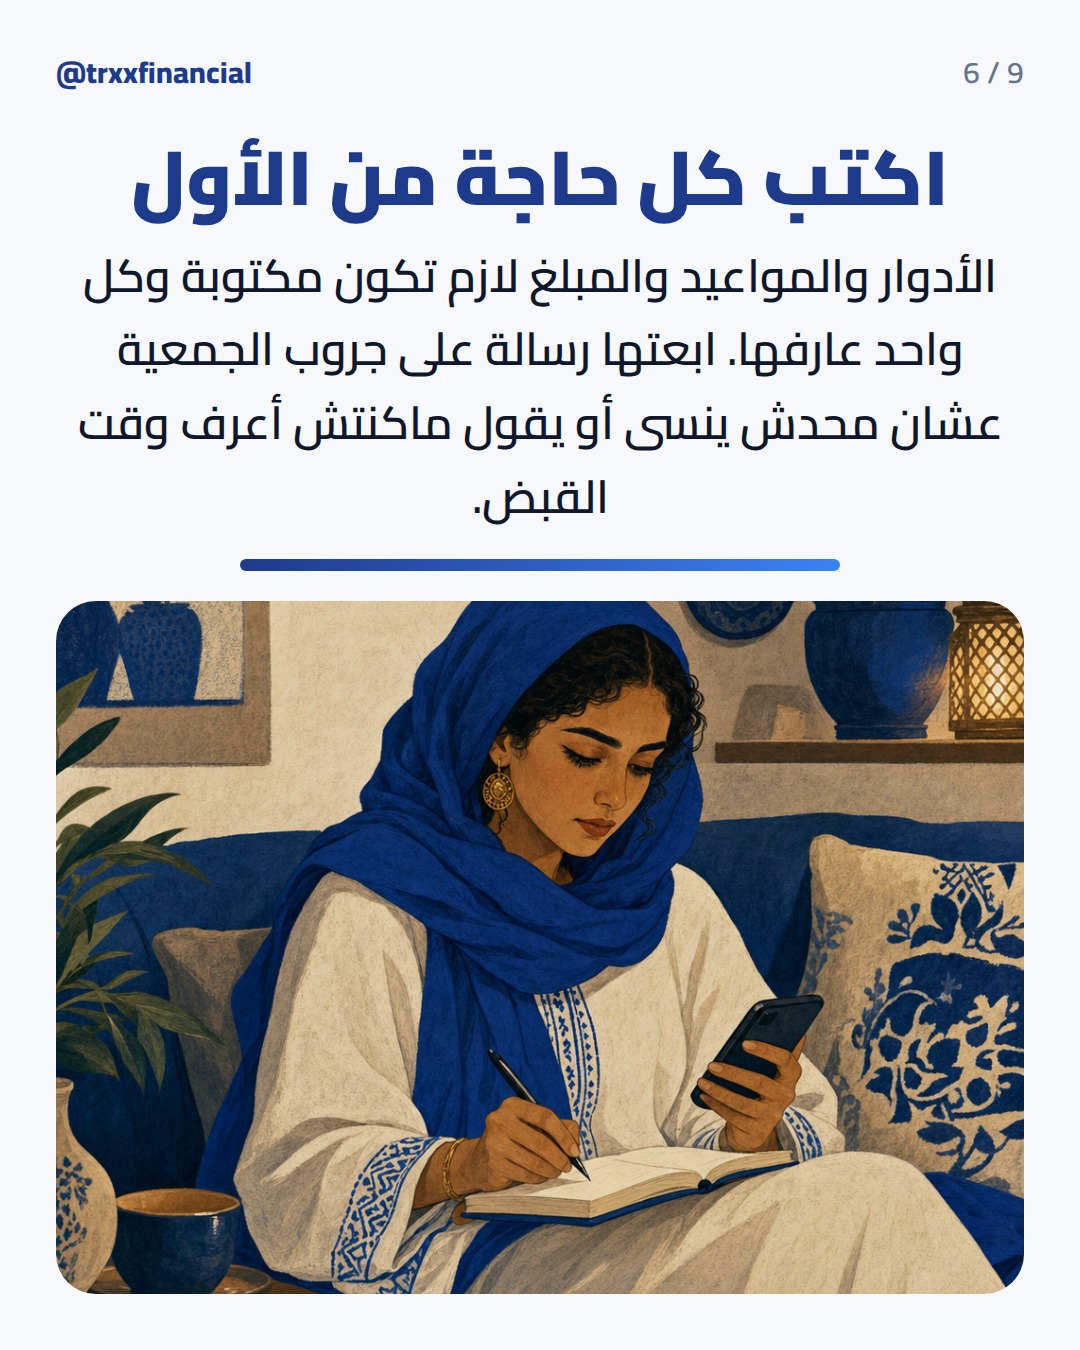 @trxxfinancial
6 / 9
اكتب كل حاجة من الأول
الأدوار والمواعيد والمبلغ لازم تكون مكتوبة وكل
واحد عارفها. ابعتها رسالة على جروب الجمعية
عشان محدش ينسى أو يقول ماكنتش أعرف وقت
القبض.